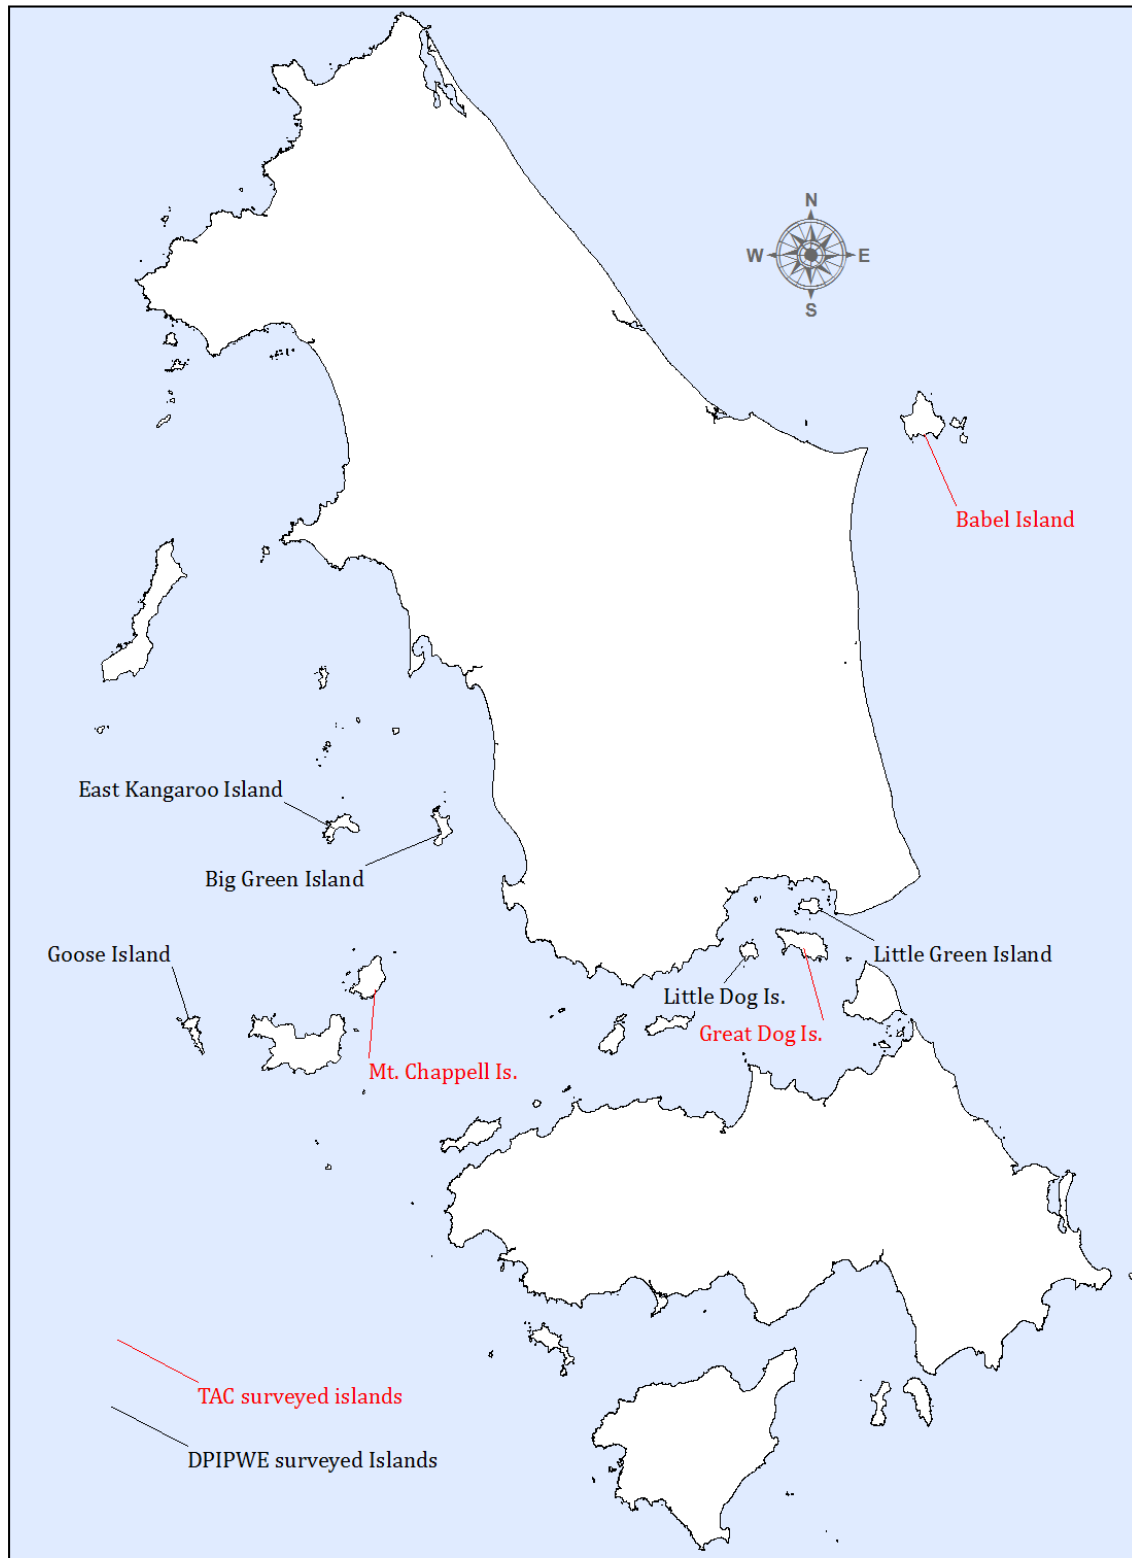 N
W
E
S
Babel Island
East Kangaroo Island
Big Green Island
Goose Island
Little Green Island
Little Dog Is.
Great Dog Is.
Mt. Chappell Is.
TAC surveyed islands
DPIPWE surveyed Islands